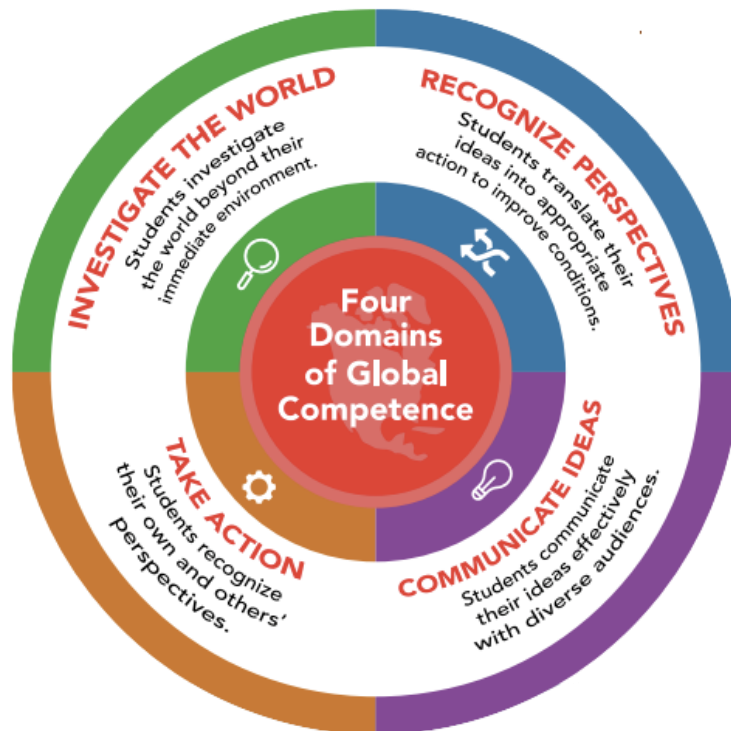 INVESTIGATE THE WORLD
Students investigate
the world beyond their
immediate environment.
RECOGNIZE PERSPECTIVES
Students translate their
ideas into appropriate
action to improve conditions.
Four
Domains
of Global
Competence
TAKE ACTION
Students recognize
their own and others'
perspectives.
COMMUNICATE IDEAS
Students communicate
their ideas effectively
with diverse audiences.